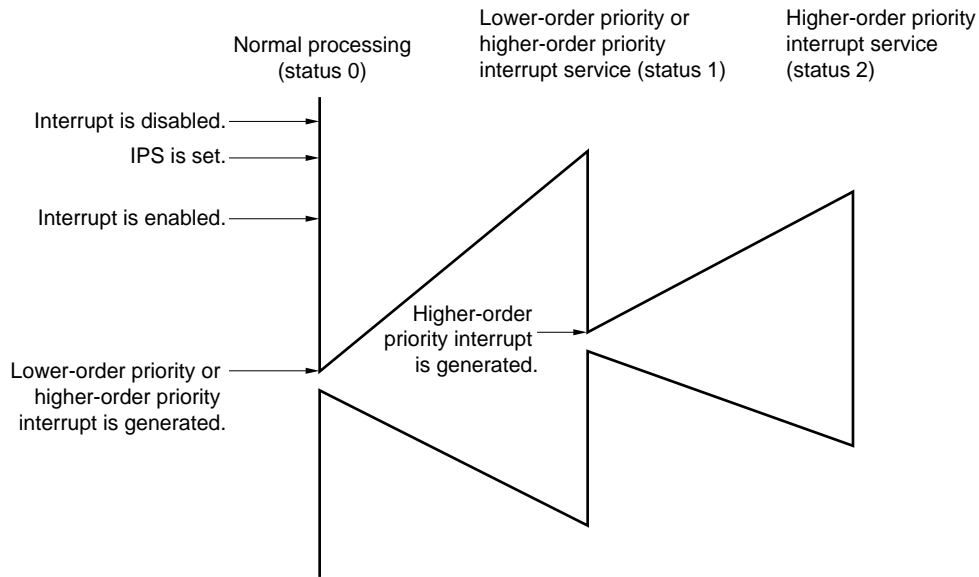 Normal processing
(status 0)
Lower-order priority or
higher-order priority
interrupt service (status 1)
Higher-order priority
interrupt service
(status 2)
Interrupt is disabled.
IPS is set.
Interrupt is enabled.
Higher-order
priority interrupt
is generated.
Lower-order priority or
higher-order priority
interrupt is generated.